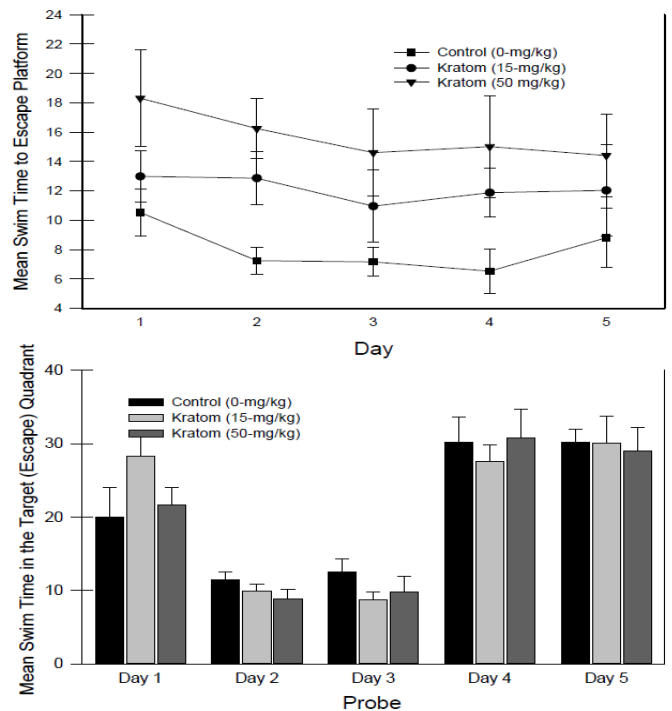 24
22
20
18
16
14
12
10
8
6
4
Mean Swim Time to Escape Platform
Control (0-mg/kg)
Kratom (15-mg/kg)
Kratom (50 mg/kg)
1 2 3 4 5
Day
40
30
20
10
0
Mean Swim Time in the Target (Escape) Quadrant
Control (0-mg/kg)
Kratom (15-mg/kg)
Kratom (50-mg/kg)
Day 1 Day 2 Day 3 Day 4 Day 5
Probe